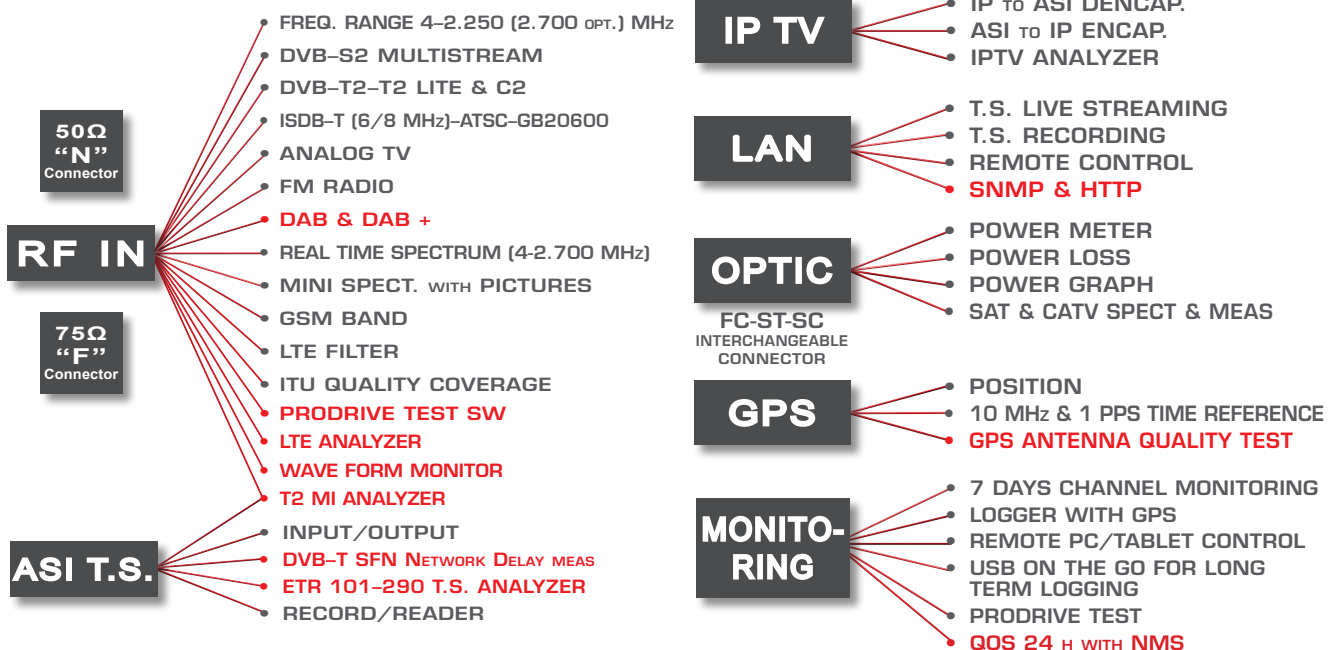 FREQ. RANGE 4–2.250 (2.700 OPT.) MHz
DVB–S2 MULTISTREAM
DVB–T2–T2 LITE & C2
ISDB–T (6/8 MHz)–ATSC–GB20600
ANALOG TV
FM RADIO
DAB & DAB +
REAL TIME SPECTRUM (4-2.700 MHz)
MINI SPECT. WITH PICTURES
GSM BAND
LTE FILTER
ITU QUALITY COVERAGE
PRODRIVE TEST SW
LTE ANALYZER
WAVE FORM MONITOR
T2 MI ANALYZER
50Ω
“N”
Connector
RF IN
75Ω
“F”
Connector
ASI T.S.
INPUT/OUTPUT
DVB–T SFN NETWORK DELAY MEAS
ETR 101–290 T.S. ANALYZER
RECORD/READER
IP TV
IP TO ASI DENCAP.
ASI TO IP ENCAP.
IPTV ANALYZER
LAN
T.S. LIVE STREAMING
T.S. RECORDING
REMOTE CONTROL
SNMP & HTTP
OPTIC
FC-ST-SC
INTERCHANGEABLE
CONNECTOR
POWER METER
POWER LOSS
POWER GRAPH
SAT & CATV SPECT & MEAS
GPS
POSITION
10 MHz & 1 PPS TIME REFERENCE
GPS ANTENNA QUALITY TEST
MONITO-
RING
7 DAYS CHANNEL MONITORING
LOGGER WITH GPS
REMOTE PC/TABLET CONTROL
USB ON THE GO FOR LONG
TERM LOGGING
PRODRIVE TEST
QOS 24 H WITH NMS